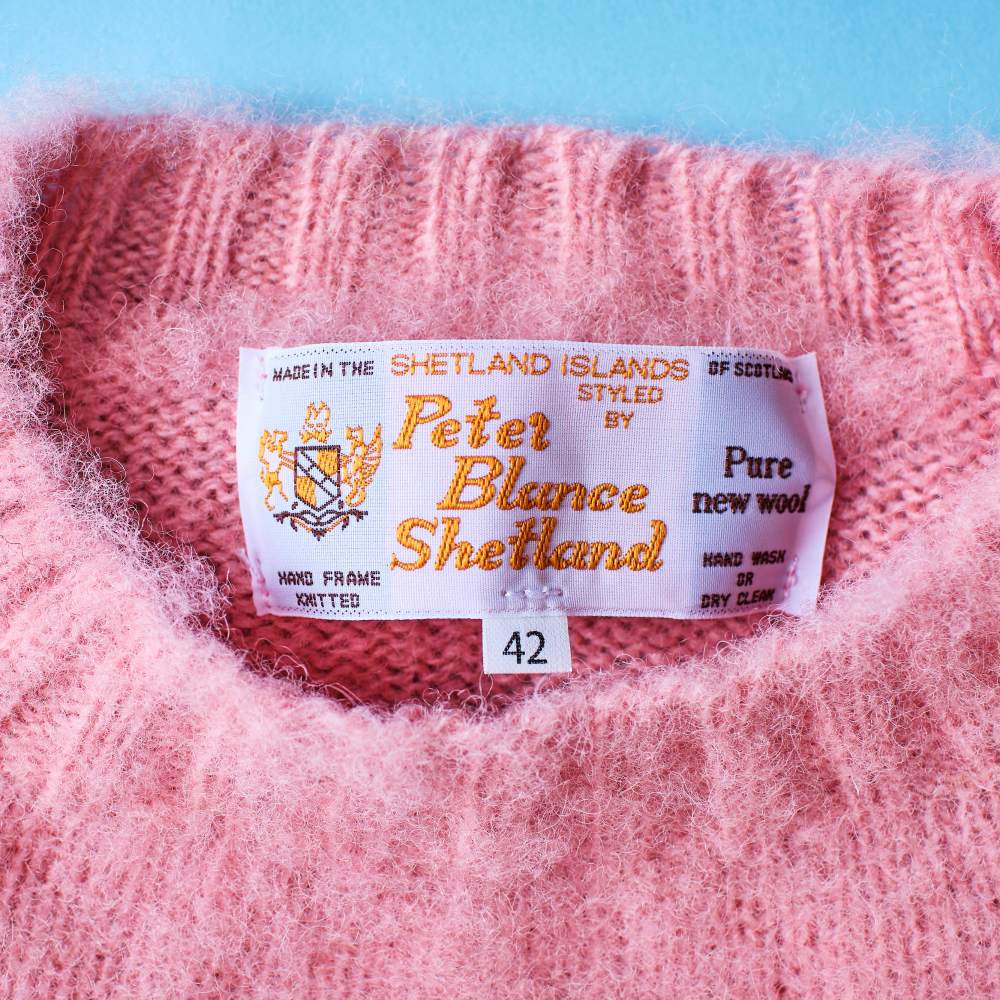 MADE IN THE SHETLAND ISLANDS OF SCOTLAND
STYLED
BY
Peter
Blance
Shetland
Pure
new wool
HAND FRAME
KNITTED
HAND WASH
OR
DRY CLEAN
42